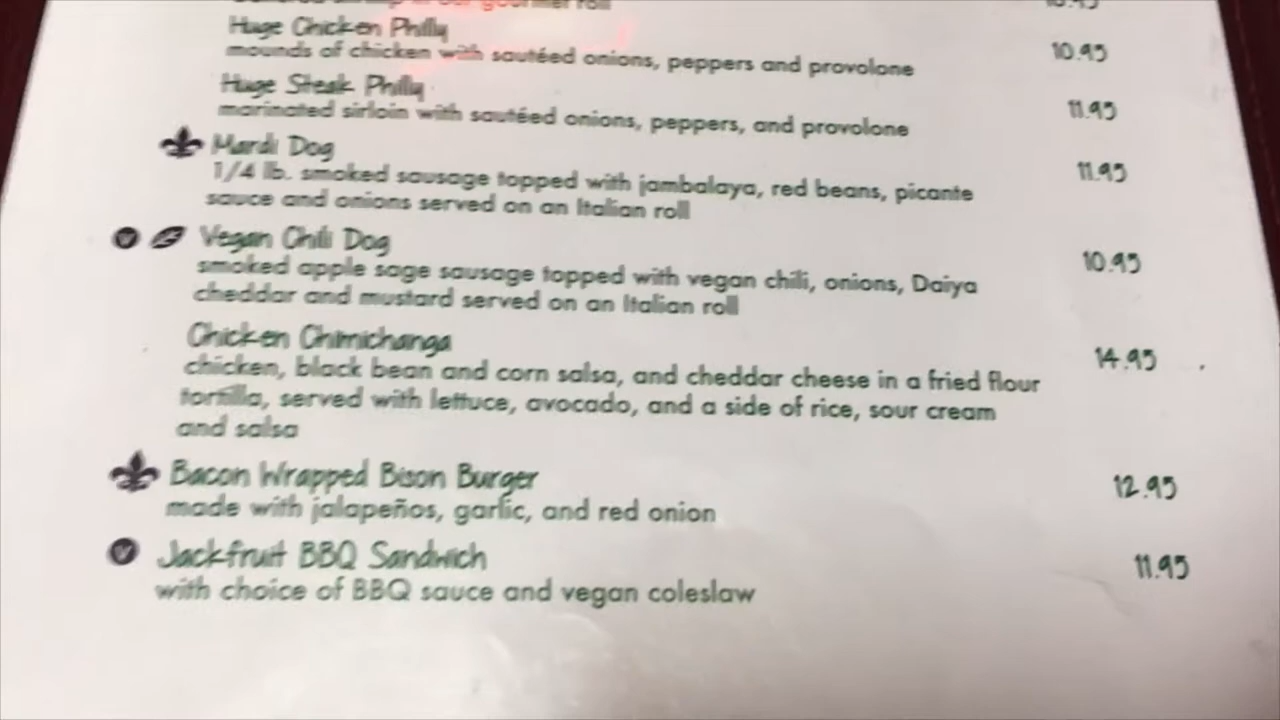 gourmet roll
Huge Chicken Philly 10.95
mounds of chicken with sautéed onions, peppers and provolone
Huge Steak Philly 11.95
marinated sirloin with sautéed onions, peppers, and provolone
Mardi Dog 11.95
1/4 lb. smoked sausage topped with jambalaya, red beans, picante
sauce and onions served on an Italian roll
V Vegan Chili Dog 10.95
smoked apple sage sausage topped with vegan chili, onions, Daiya
cheddar and mustard served on an Italian roll
Chicken Chimichanga 14.95
chicken, black bean and corn salsa, and cheddar cheese in a fried flour
tortilla, served with lettuce, avocado, and a side of rice, sour cream
and salsa
Bacon Wrapped Bison Burger 12.95
made with jalapeños, garlic, and red onion
V Jackfruit BBQ Sandwich 11.95
with choice of BBQ sauce and vegan coleslaw